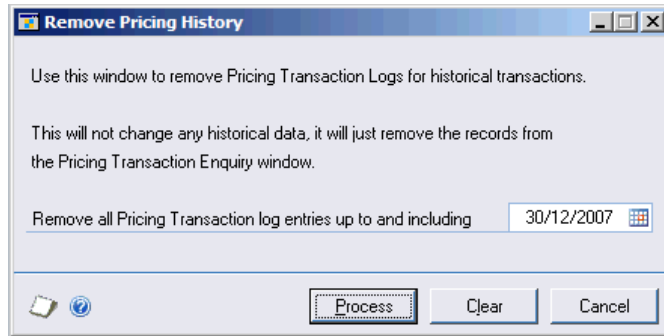 Remove Pricing History
Use this window to remove Pricing Transaction Logs for historical transactions.
This will not change any historical data, it will just remove the records from
the Pricing Transaction Enquiry window.
Remove all Pricing Transaction log entries up to and including 30/12/2007
Process Clear Cancel